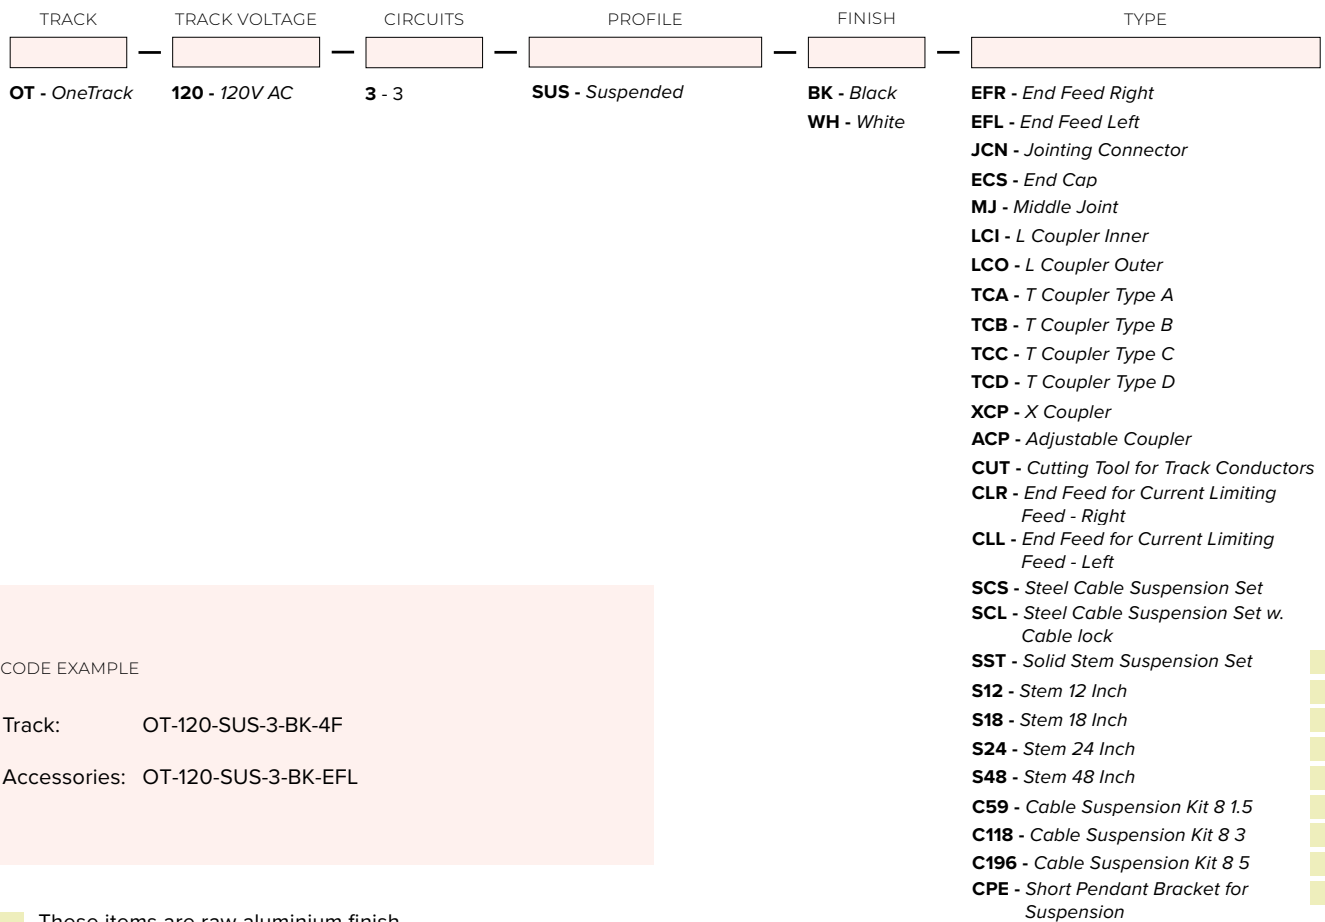 TRACK TRACK VOLTAGE CIRCUITS PROFILE FINISH TYPE
OT - OneTrack 120 - 120V AC 3 - 3 SUS - Suspended BK - Black EFR - End Feed Right
WH - White EFL - End Feed Left
JCN - Jointing Connector
ECS - End Cap
MJ - Middle Joint
LCI - L Coupler Inner
LCO - L Coupler Outer
TCA - T Coupler Type A
TCB - T Coupler Type B
TCC - T Coupler Type C
TCD - T Coupler Type D
XCP - X Coupler
ACP - Adjustable Coupler
CUT - Cutting Tool for Track Conductors
CLR - End Feed for Current Limiting
Feed - Right
CLL - End Feed for Current Limiting
Feed - Left
SCS - Steel Cable Suspension Set
SCL - Steel Cable Suspension Set w.
Cable lock
SST - Solid Stem Suspension Set
S12 - Stem 12 Inch
S18 - Stem 18 Inch
S24 - Stem 24 Inch
S48 - Stem 48 Inch
C59 - Cable Suspension Kit 8 1.5
C118 - Cable Suspension Kit 8 3
C196 - Cable Suspension Kit 8 5
CPE - Short Pendant Bracket for
Suspension
CODE EXAMPLE
Track: OT-120-SUS-3-BK-4F
Accessories: OT-120-SUS-3-BK-EFL
These items are raw aluminium finish